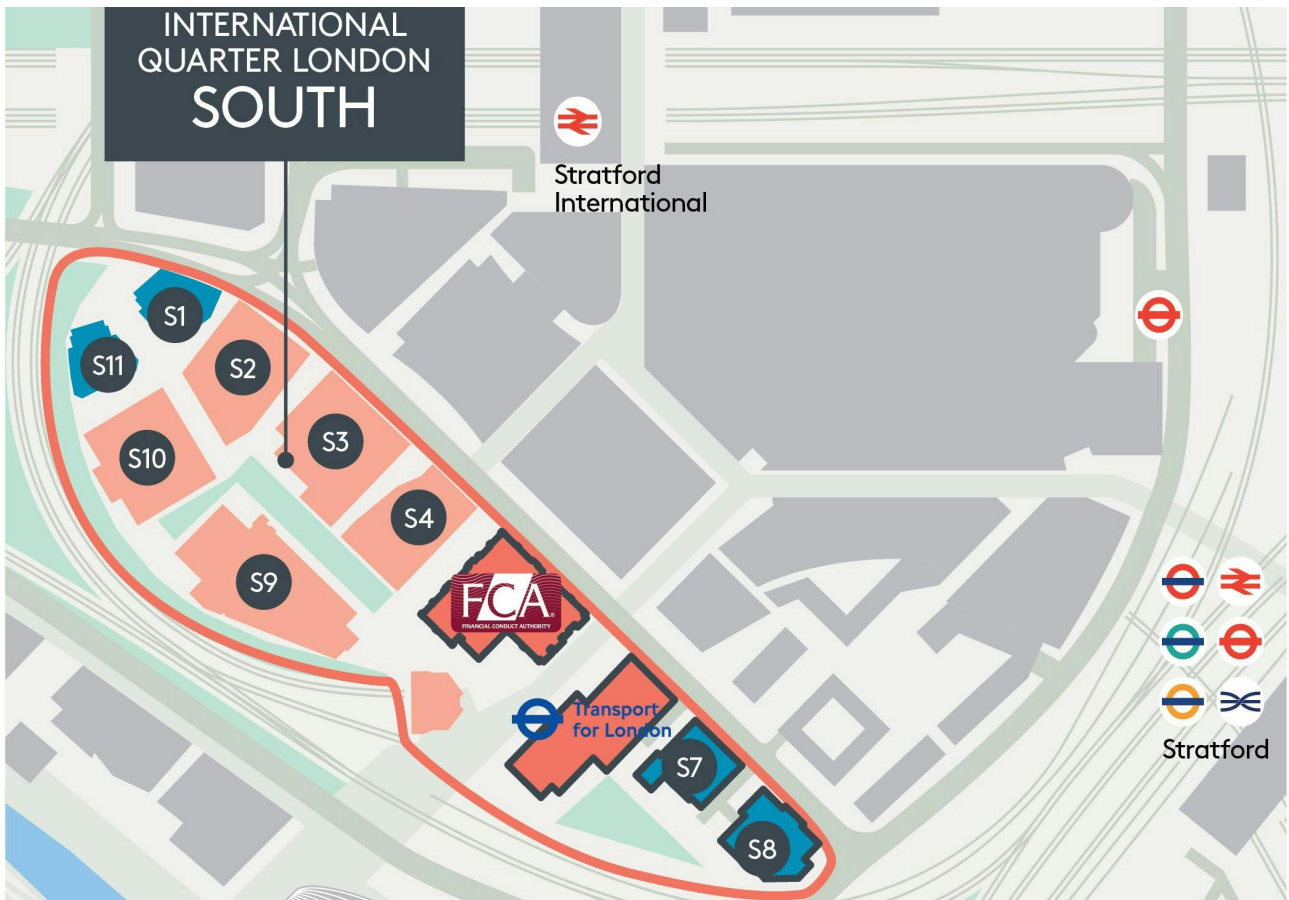 INTERNATIONAL
QUARTER LONDON
SOUTH
Stratford
International
S1
S11
S2
S3
S10
S4
S9
FCA®
FINANCIAL CONDUCT AUTHORITY
Transport
for London
S7
S8
Stratford